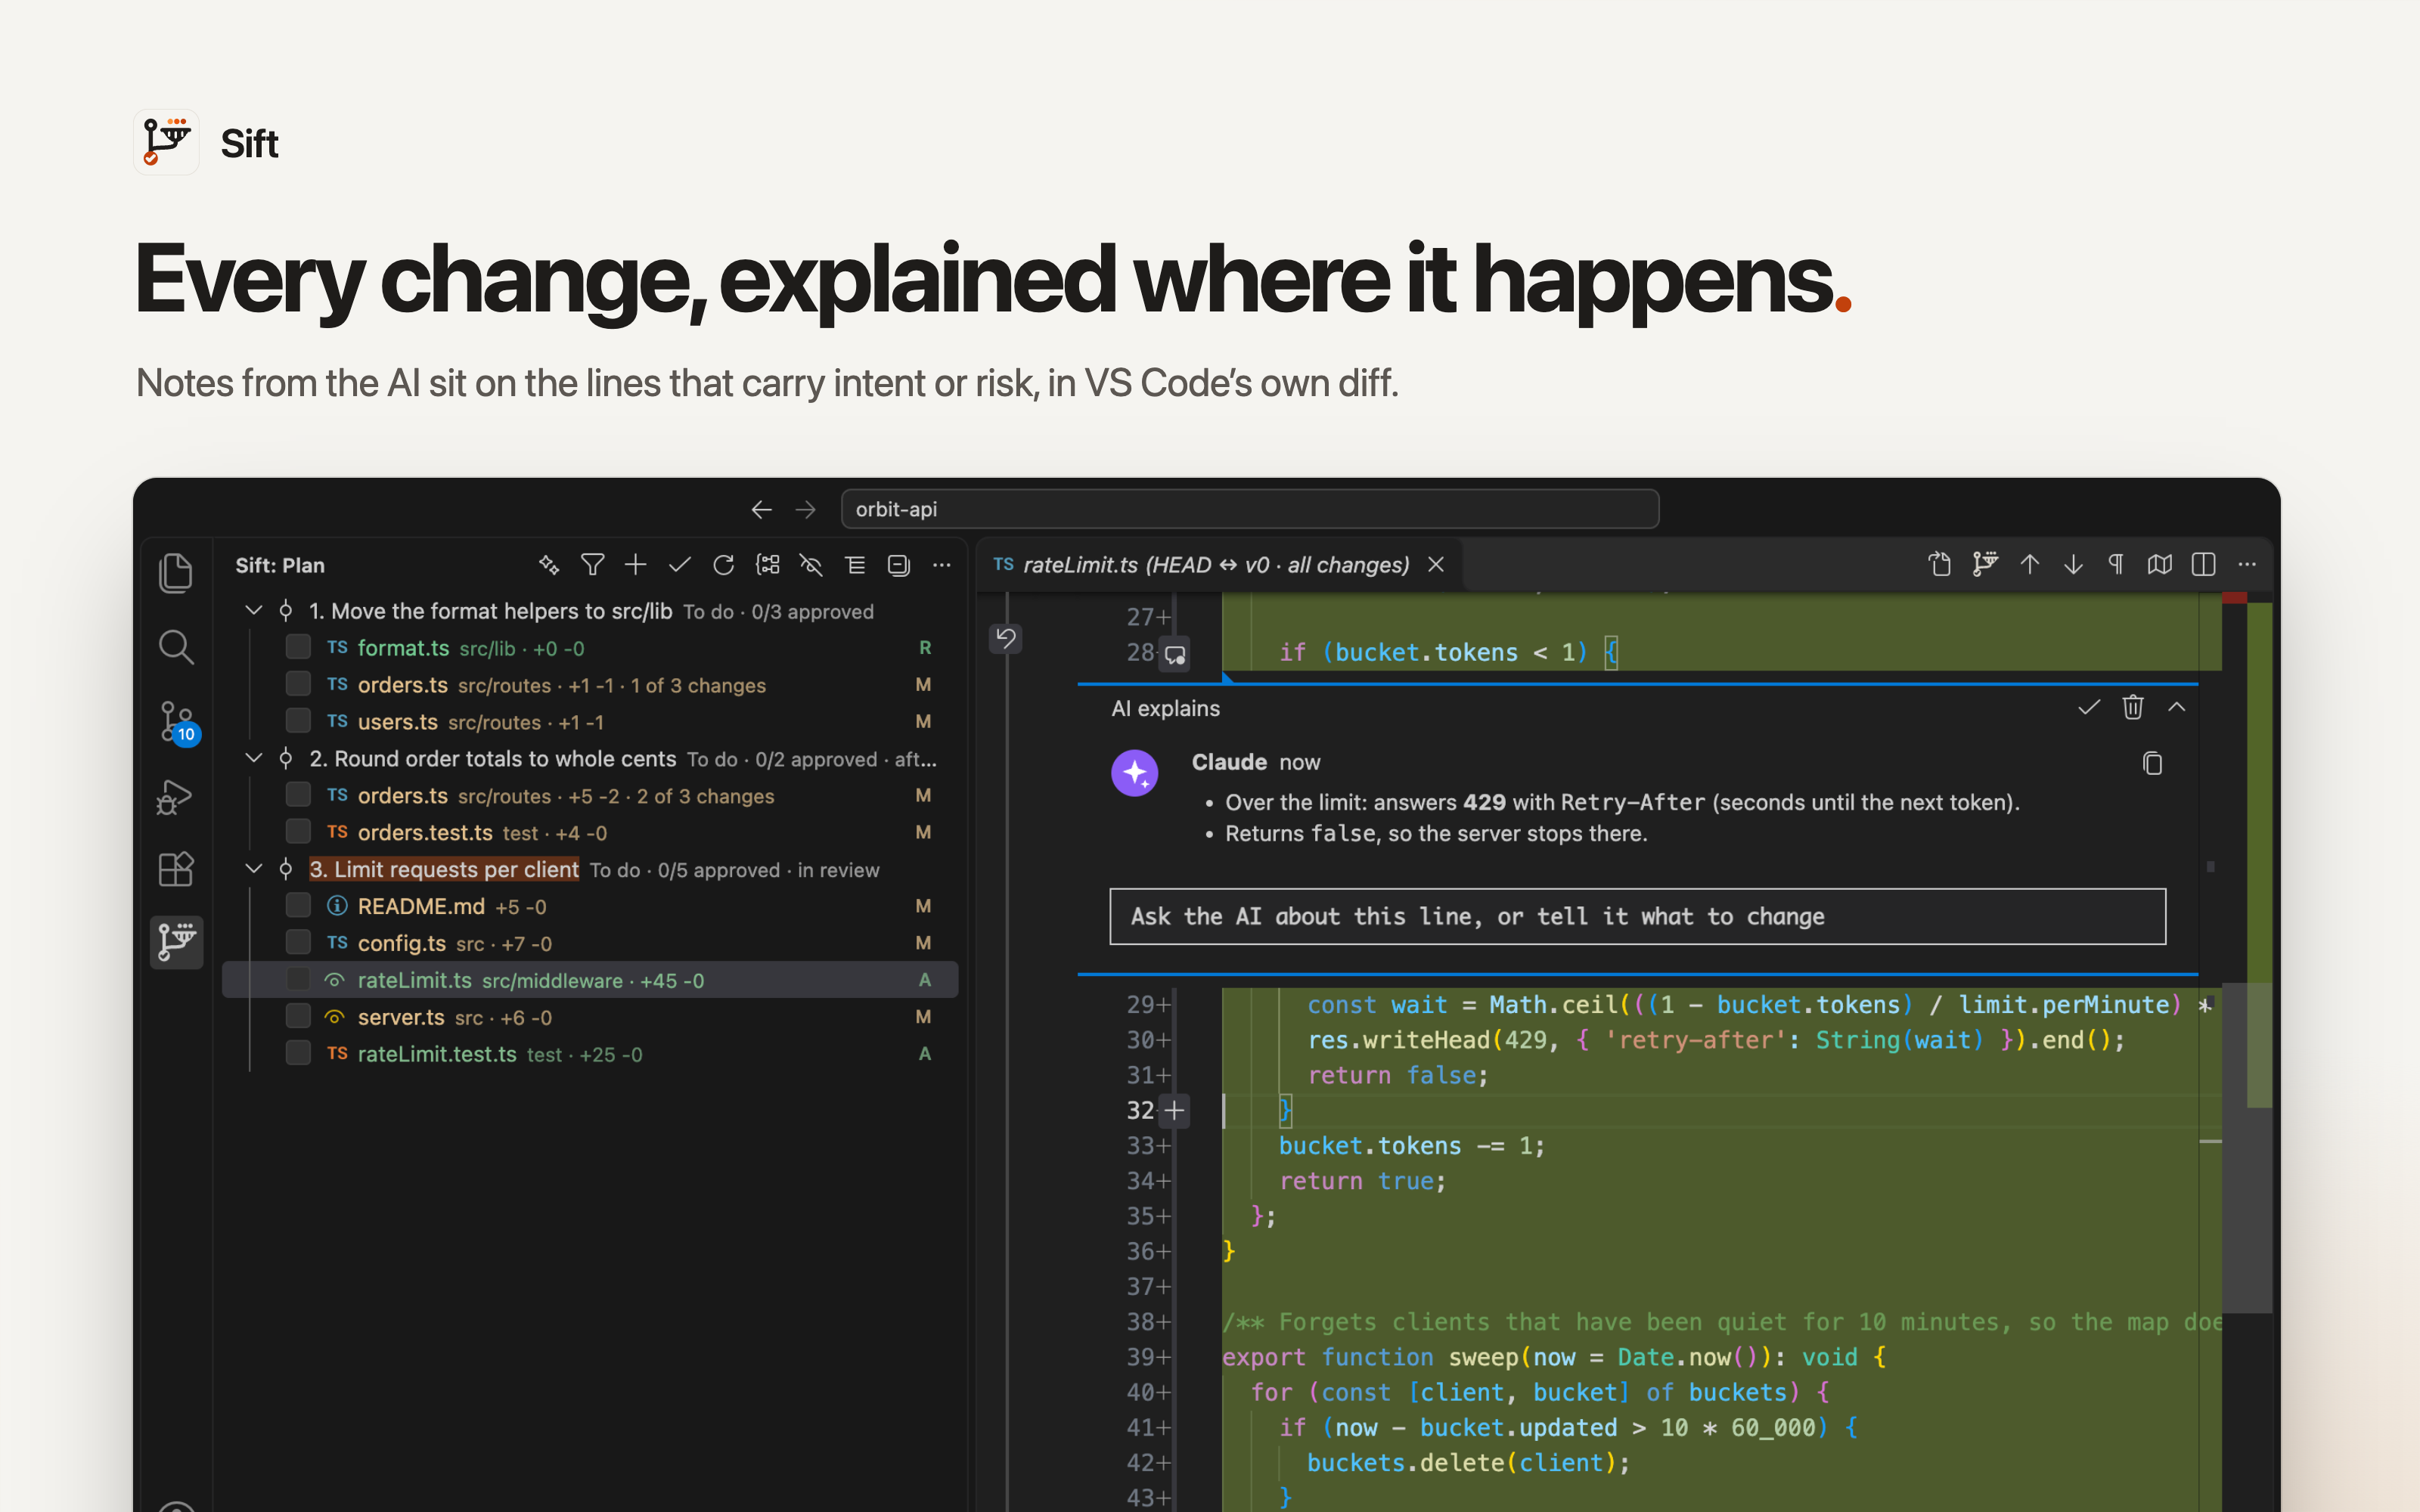 Sift
Every change, explained where it happens.
Notes from the AI sit on the lines that carry intent or risk, in VS Code’s own diff.
orbit-api
Sift: Plan
1. Move the format helpers to src/lib To do · 0/3 approved
TS format.ts src/lib · +0 -0 R
TS orders.ts src/routes · +1 -1 · 1 of 3 changes M
TS users.ts src/routes · +1 -1 M
2. Round order totals to whole cents To do · 0/2 approved · aft...
TS orders.ts src/routes · +5 -2 · 2 of 3 changes M
TS orders.test.ts test · +4 -0 M
3. Limit requests per client To do · 0/5 approved · in review
README.md +5 -0 M
TS config.ts src · +7 -0 M
rateLimit.ts src/middleware · +45 -0 A
server.ts src · +6 -0 M
TS rateLimit.test.ts test · +25 -0 A
10
TS rateLimit.ts (HEAD ↔ v0 · all changes)
27+
28 if (bucket.tokens < 1) {
AI explains
Claude now
• Over the limit: answers 429 with Retry-After (seconds until the next token).
• Returns false, so the server stops there.
Ask the AI about this line, or tell it what to change
29+ const wait = Math.ceil(((1 - bucket.tokens) / limit.perMinute) *
30+ res.writeHead(429, { 'retry-after': String(wait) }).end();
31+ return false;
32 }
33+ bucket.tokens -= 1;
34+ return true;
35+ };
36+ }
37+
38+ /** Forgets clients that have been quiet for 10 minutes, so the map doe
39+ export function sweep(now = Date.now()): void {
40+ for (const [client, bucket] of buckets) {
41+ if (now - bucket.updated > 10 * 60_000) {
42+ buckets.delete(client);
43+ }